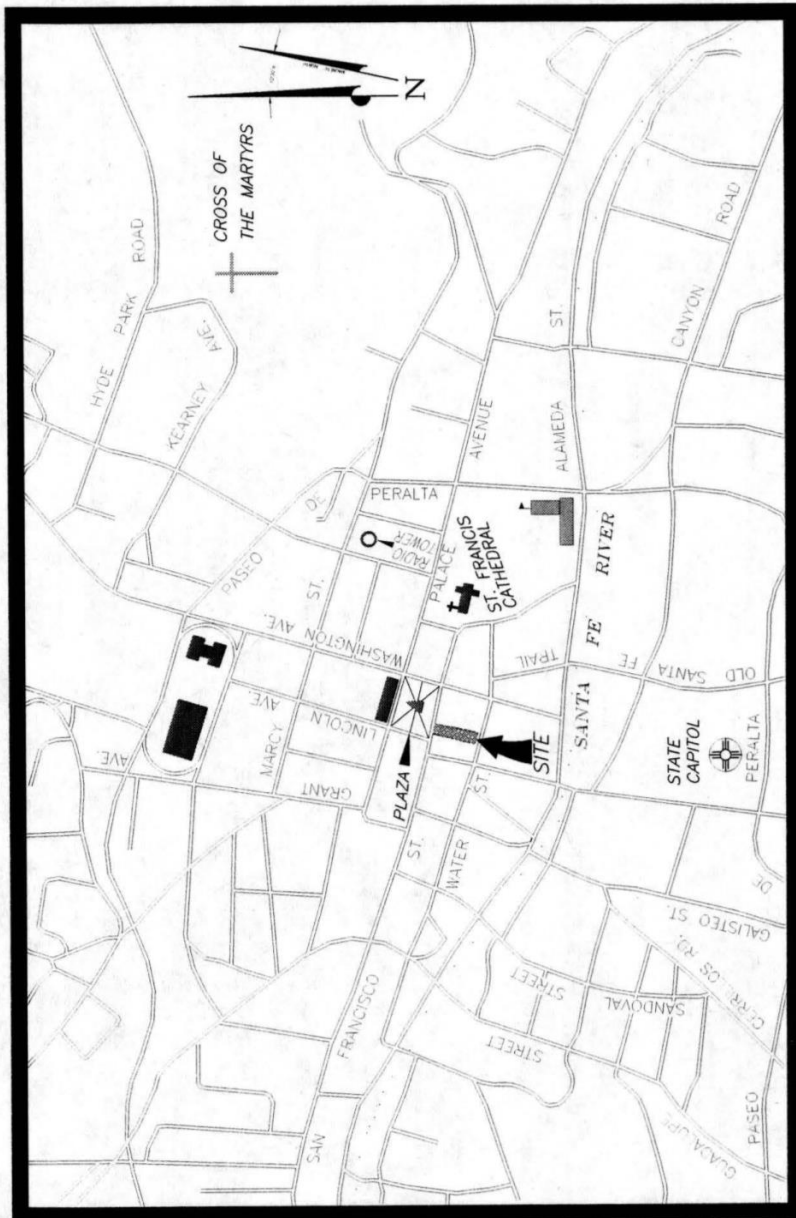 N
CROSS OF
THE MARTYRS
HYDE PARK ROAD
KEARNEY AVE.
PASEO DE PERALTA
RADIO
TOWER
PALACE AVENUE
ALAMEDA ST.
CANYON ROAD
ST. FRANCIS
CATHEDRAL
WASHINGTON AVE.
LINCOLN AVE.
MARCY ST.
GRANT AVE.
PLAZA
SITE
SANTA FE RIVER
OLD SANTA FE TRAIL
STATE
CAPITOL
SAN FRANCISCO ST.
WATER ST.
GALISTEO ST.
CERRILLOS RD.
SANDOVAL STREET
GUADALUPE STREET
PASEO DE PERALTA